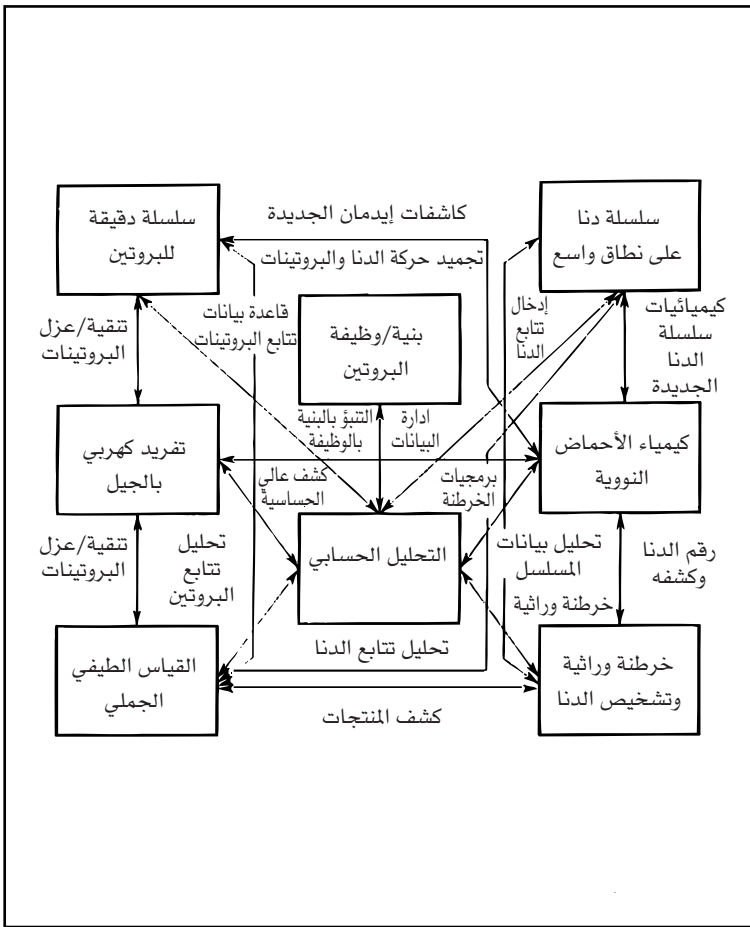 كاشفات إيدمان الجديدة
سلسلة دنا
على نطاق واسع
سلسلة دقيقة
للبروتين
تجميد حركة الدنا والبروتينات
كيميائيات
سلسلة
الدنا
الجديدة
إدخال
تتابع
الدنا
بنية/وظيفة
البروتين
قاعدة بيانات
تتابع البروتينات
تنقية/عزل
البروتينات
كيمياء الأحماض
النووية
ادارة
البيانات
التنبؤ بالبنية
بالوظيفة
تفريد كهربي
بالجيل
برمجيات
الخرطنة
كشف عالي
الحساسية
رقم الدنا
وكشفه
تحليل بيانات
المسلسل
خرطنة وراثية
التحليل الحسابي
تحليل
تتابع
البروتين
تنقية/عزل
البروتينات
خرطنة وراثية
وتشخيص الدنا
تحليل تتابع الدنا
القياس الطيفي
الجملي
كشف المنتجات